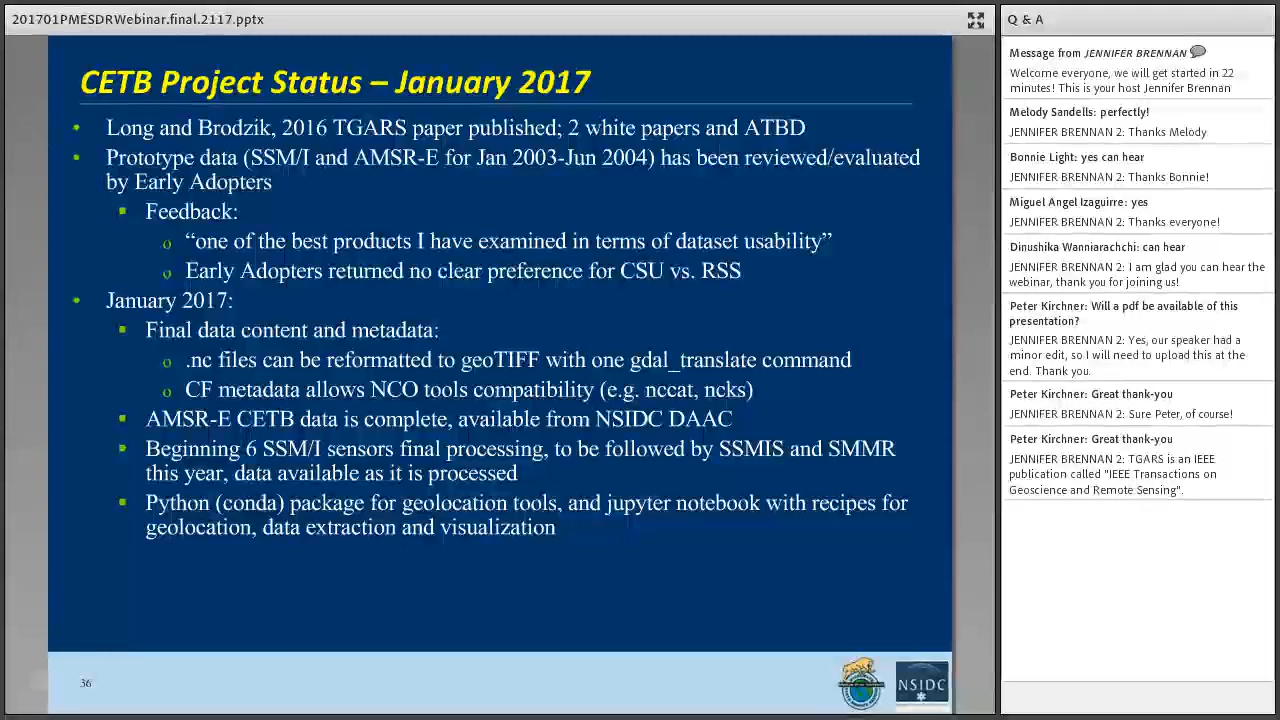 201701PMESDRWebinar.final.2117.pptx
CETB Project Status – January 2017
• Long and Brodzik, 2016 TGARS paper published; 2 white papers and ATBD
• Prototype data (SSM/I and AMSR-E for Jan 2003-Jun 2004) has been reviewed/evaluated
by Early Adopters
▪ Feedback:
o “one of the best products I have examined in terms of dataset usability”
o Early Adopters returned no clear preference for CSU vs. RSS
• January 2017:
▪ Final data content and metadata:
o .nc files can be reformatted to geoTIFF with one gdal_translate command
o CF metadata allows NCO tools compatibility (e.g. nccat, ncks)
▪ AMSR-E CETB data is complete, available from NSIDC DAAC
▪ Beginning 6 SSM/I sensors final processing, to be followed by SSMIS and SMMR
this year, data available as it is processed
▪ Python (conda) package for geolocation tools, and jupyter notebook with recipes for
geolocation, data extraction and visualization
36
NSIDC
Q & A
Message from JENNIFER BRENNAN
Welcome everyone, we will get started in 22
minutes! This is your host Jennifer Brennan
Melody Sandells: perfectly!
JENNIFER BRENNAN 2: Thanks Melody
Bonnie Light: yes can hear
JENNIFER BRENNAN 2: Thanks Bonnie!
Miguel Angel Izaguirre: yes
JENNIFER BRENNAN 2: Thanks everyone!
Dinushika Wanniarachchi: can hear
JENNIFER BRENNAN 2: I am glad you can hear the
webinar, thank you for joining us!
Peter Kirchner: Will a pdf be available of this
presentation?
JENNIFER BRENNAN 2: Yes, our speaker had a
minor edit, so I will need to upload this at the
end. Thank you.
Peter Kirchner: Great thank-you
JENNIFER BRENNAN 2: Sure Peter, of course!
Peter Kirchner: Great thank-you
JENNIFER BRENNAN 2: TGARS is an IEEE
publication called "IEEE Transactions on
Geoscience and Remote Sensing".